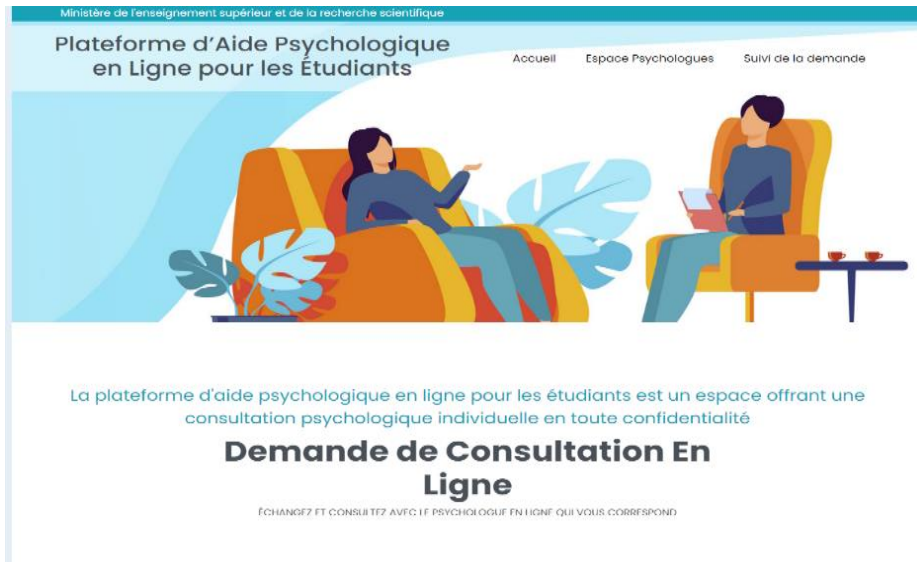 Ministère de l'enseignement supérieur et de la recherche scientifique
Plateforme d'Aide Psychologique
en Ligne pour les Étudiants
Accueil Espace Psychologues Suivi de la demande
La plateforme d'aide psychologique en ligne pour les étudiants est un espace offrant une
consultation psychologique individuelle en toute confidentialité
Demande de Consultation En
Ligne
ÉCHANGEZ ET CONSULTEZ AVEC LE PSYCHOLOGUE EN LIGNE QUI VOUS CORRESPOND